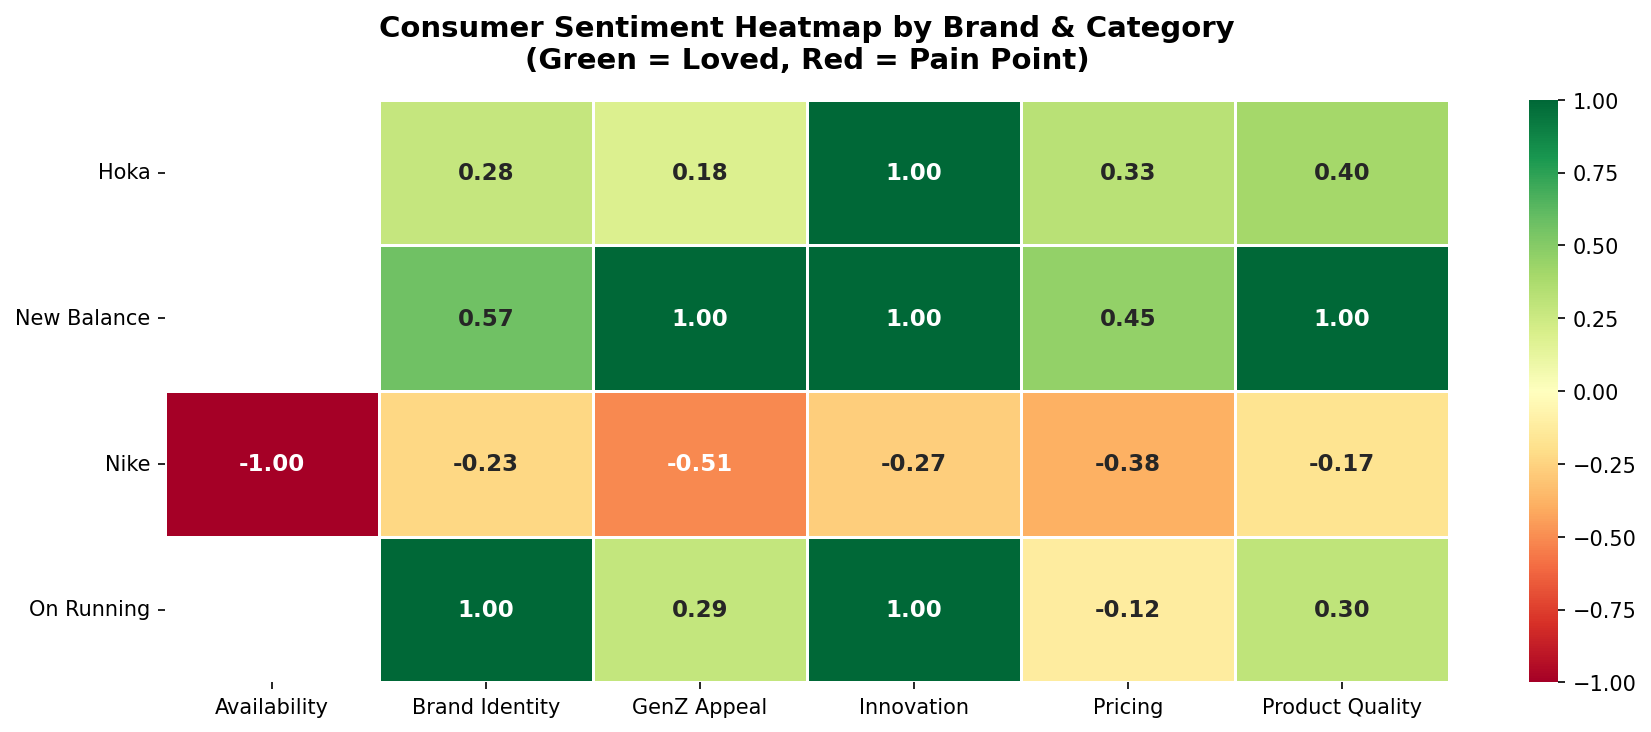 Consumer Sentiment Heatmap by Brand & Category
(Green = Loved, Red = Pain Point)
Hoka 0.28 0.18 1.00 0.33 0.40
New Balance 0.57 1.00 1.00 0.45 1.00
Nike -1.00 -0.23 -0.51 -0.27 -0.38 -0.17
On Running 1.00 0.29 1.00 -0.12 0.30
Availability Brand Identity GenZ Appeal Innovation Pricing Product Quality
1.00
0.75
0.50
0.25
0.00
−0.25
−0.50
−0.75
−1.00